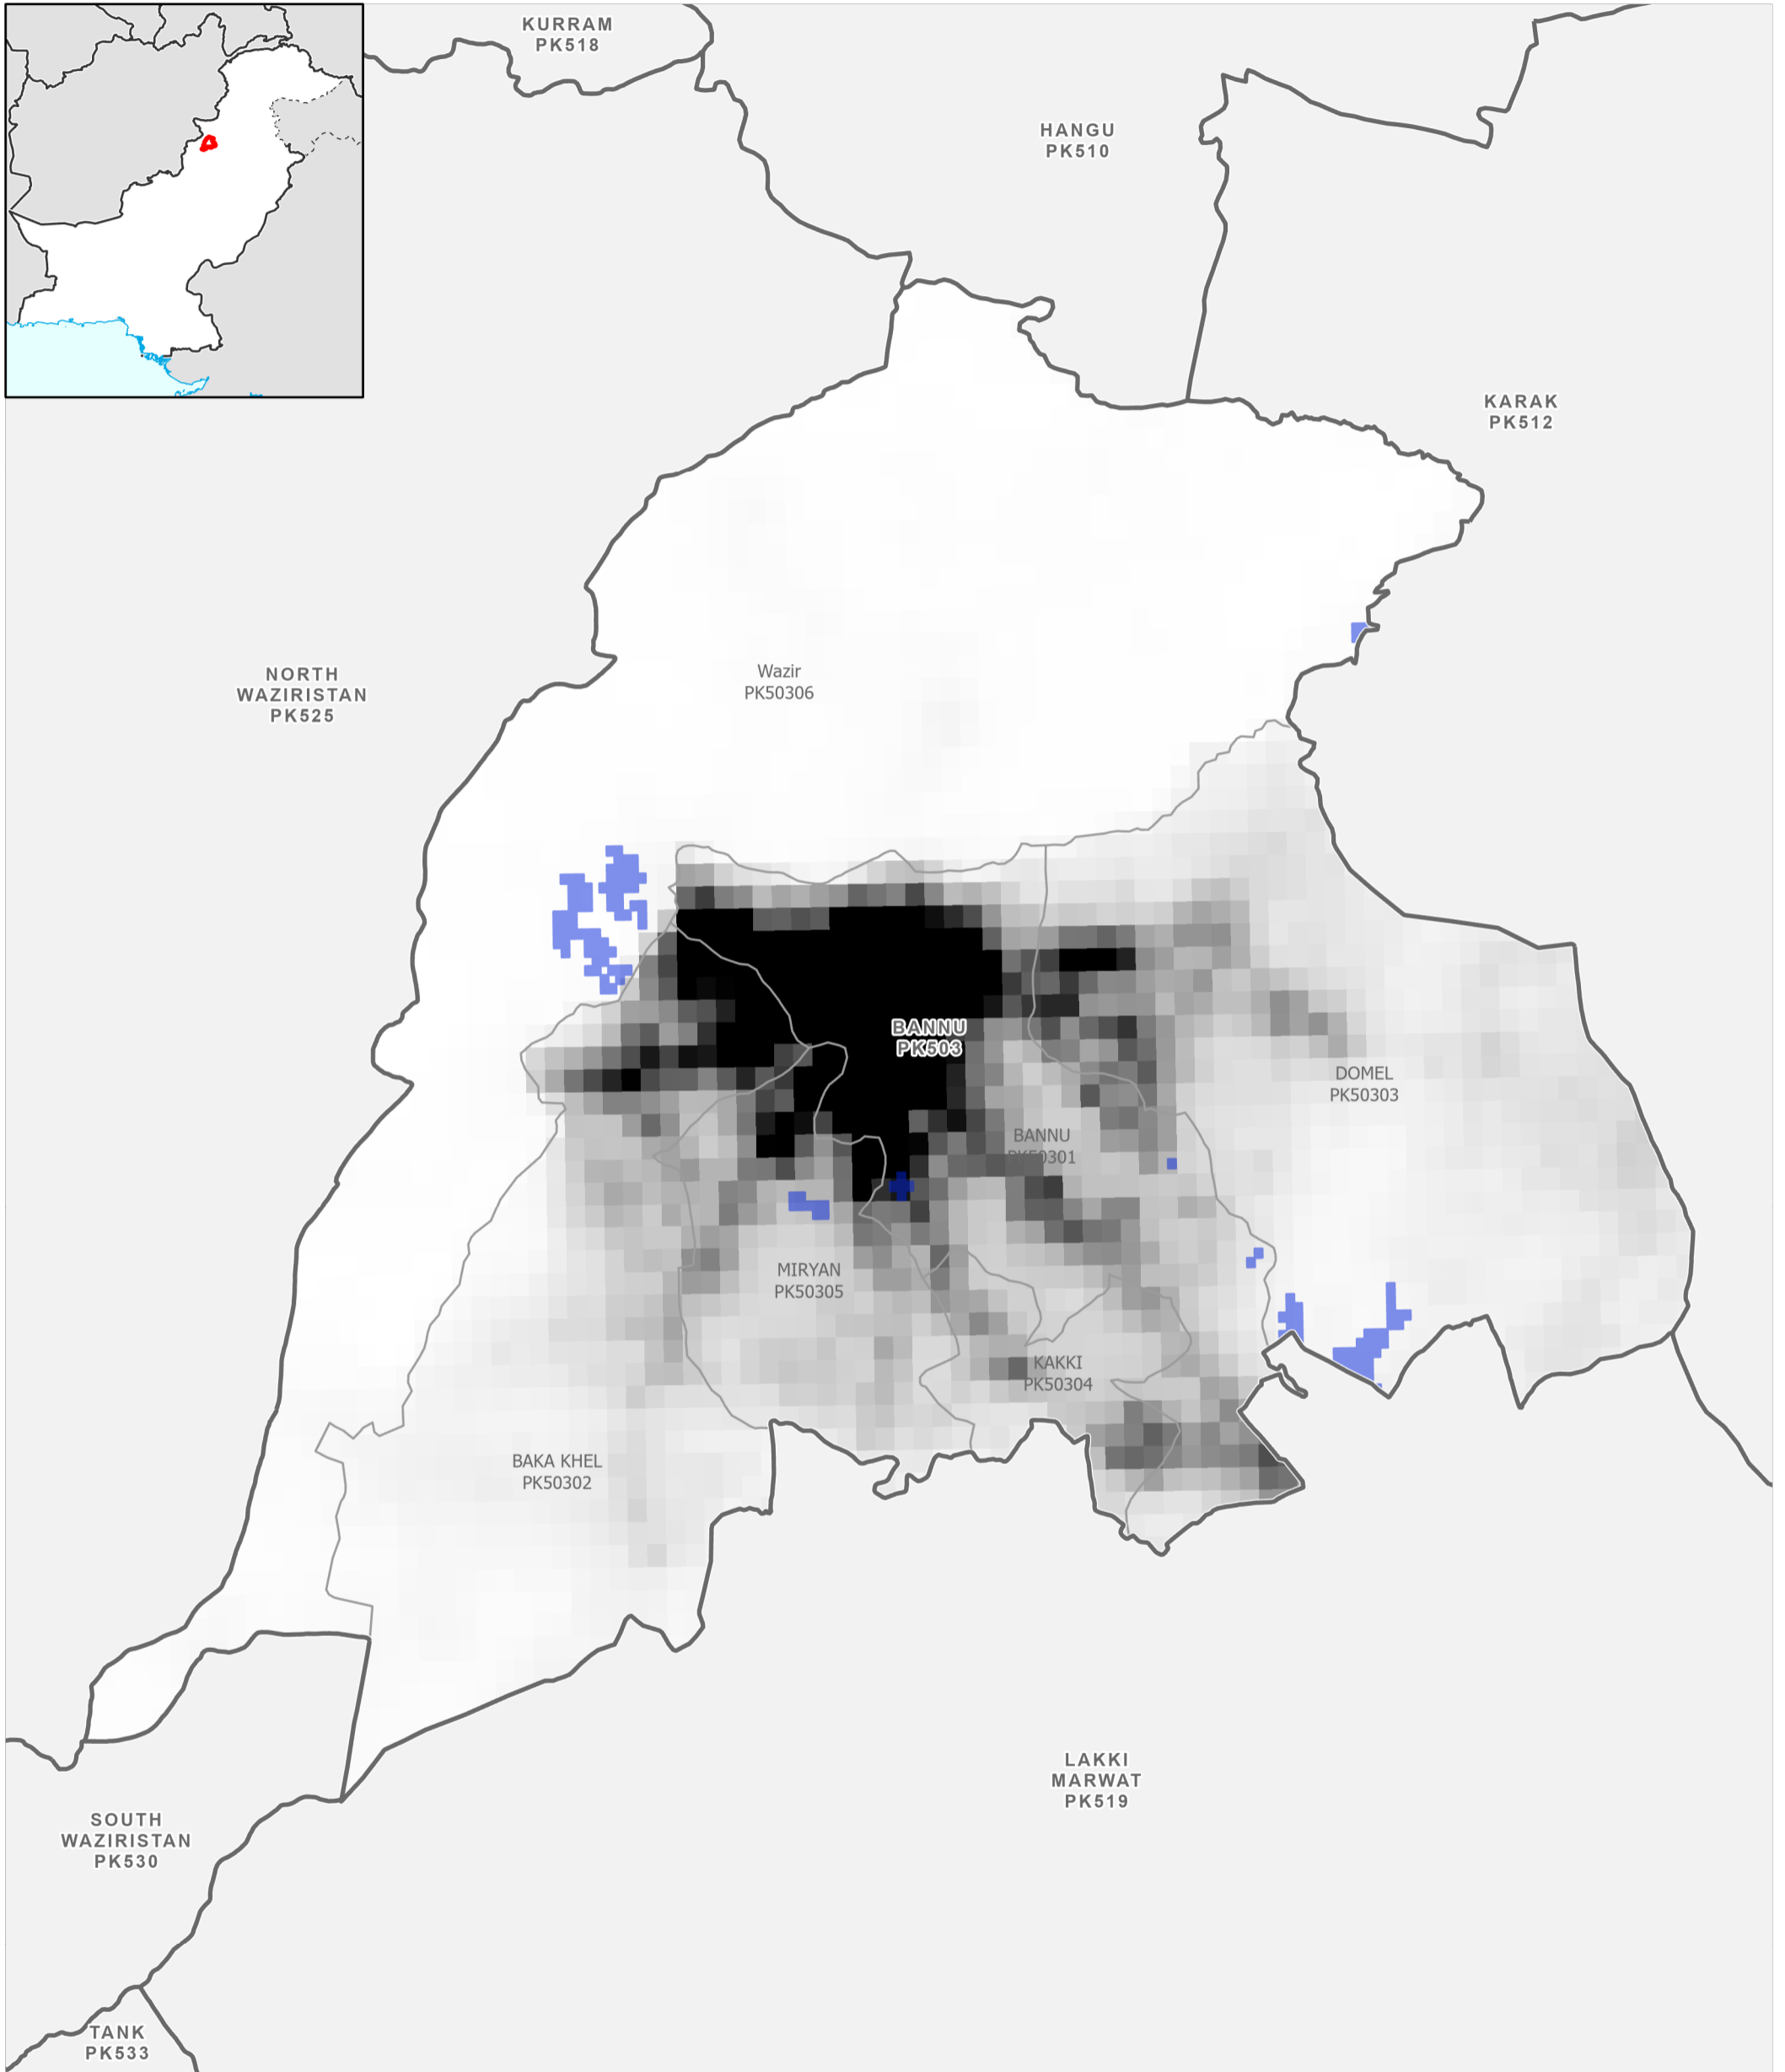 KURRAM
PK518
HANGU
PK510
KARAK
PK512
NORTH
WAZIRISTAN
PK525
Wazir
PK50306
BANNU
PK503
DOMEL
PK50303
BANNU
PK50301
MIRYAN
PK50305
KAKKI
PK50304
BAKA KHEL
PK50302
LAKKI
MARWAT
PK519
SOUTH
WAZIRISTAN
PK530
TANK
PK533